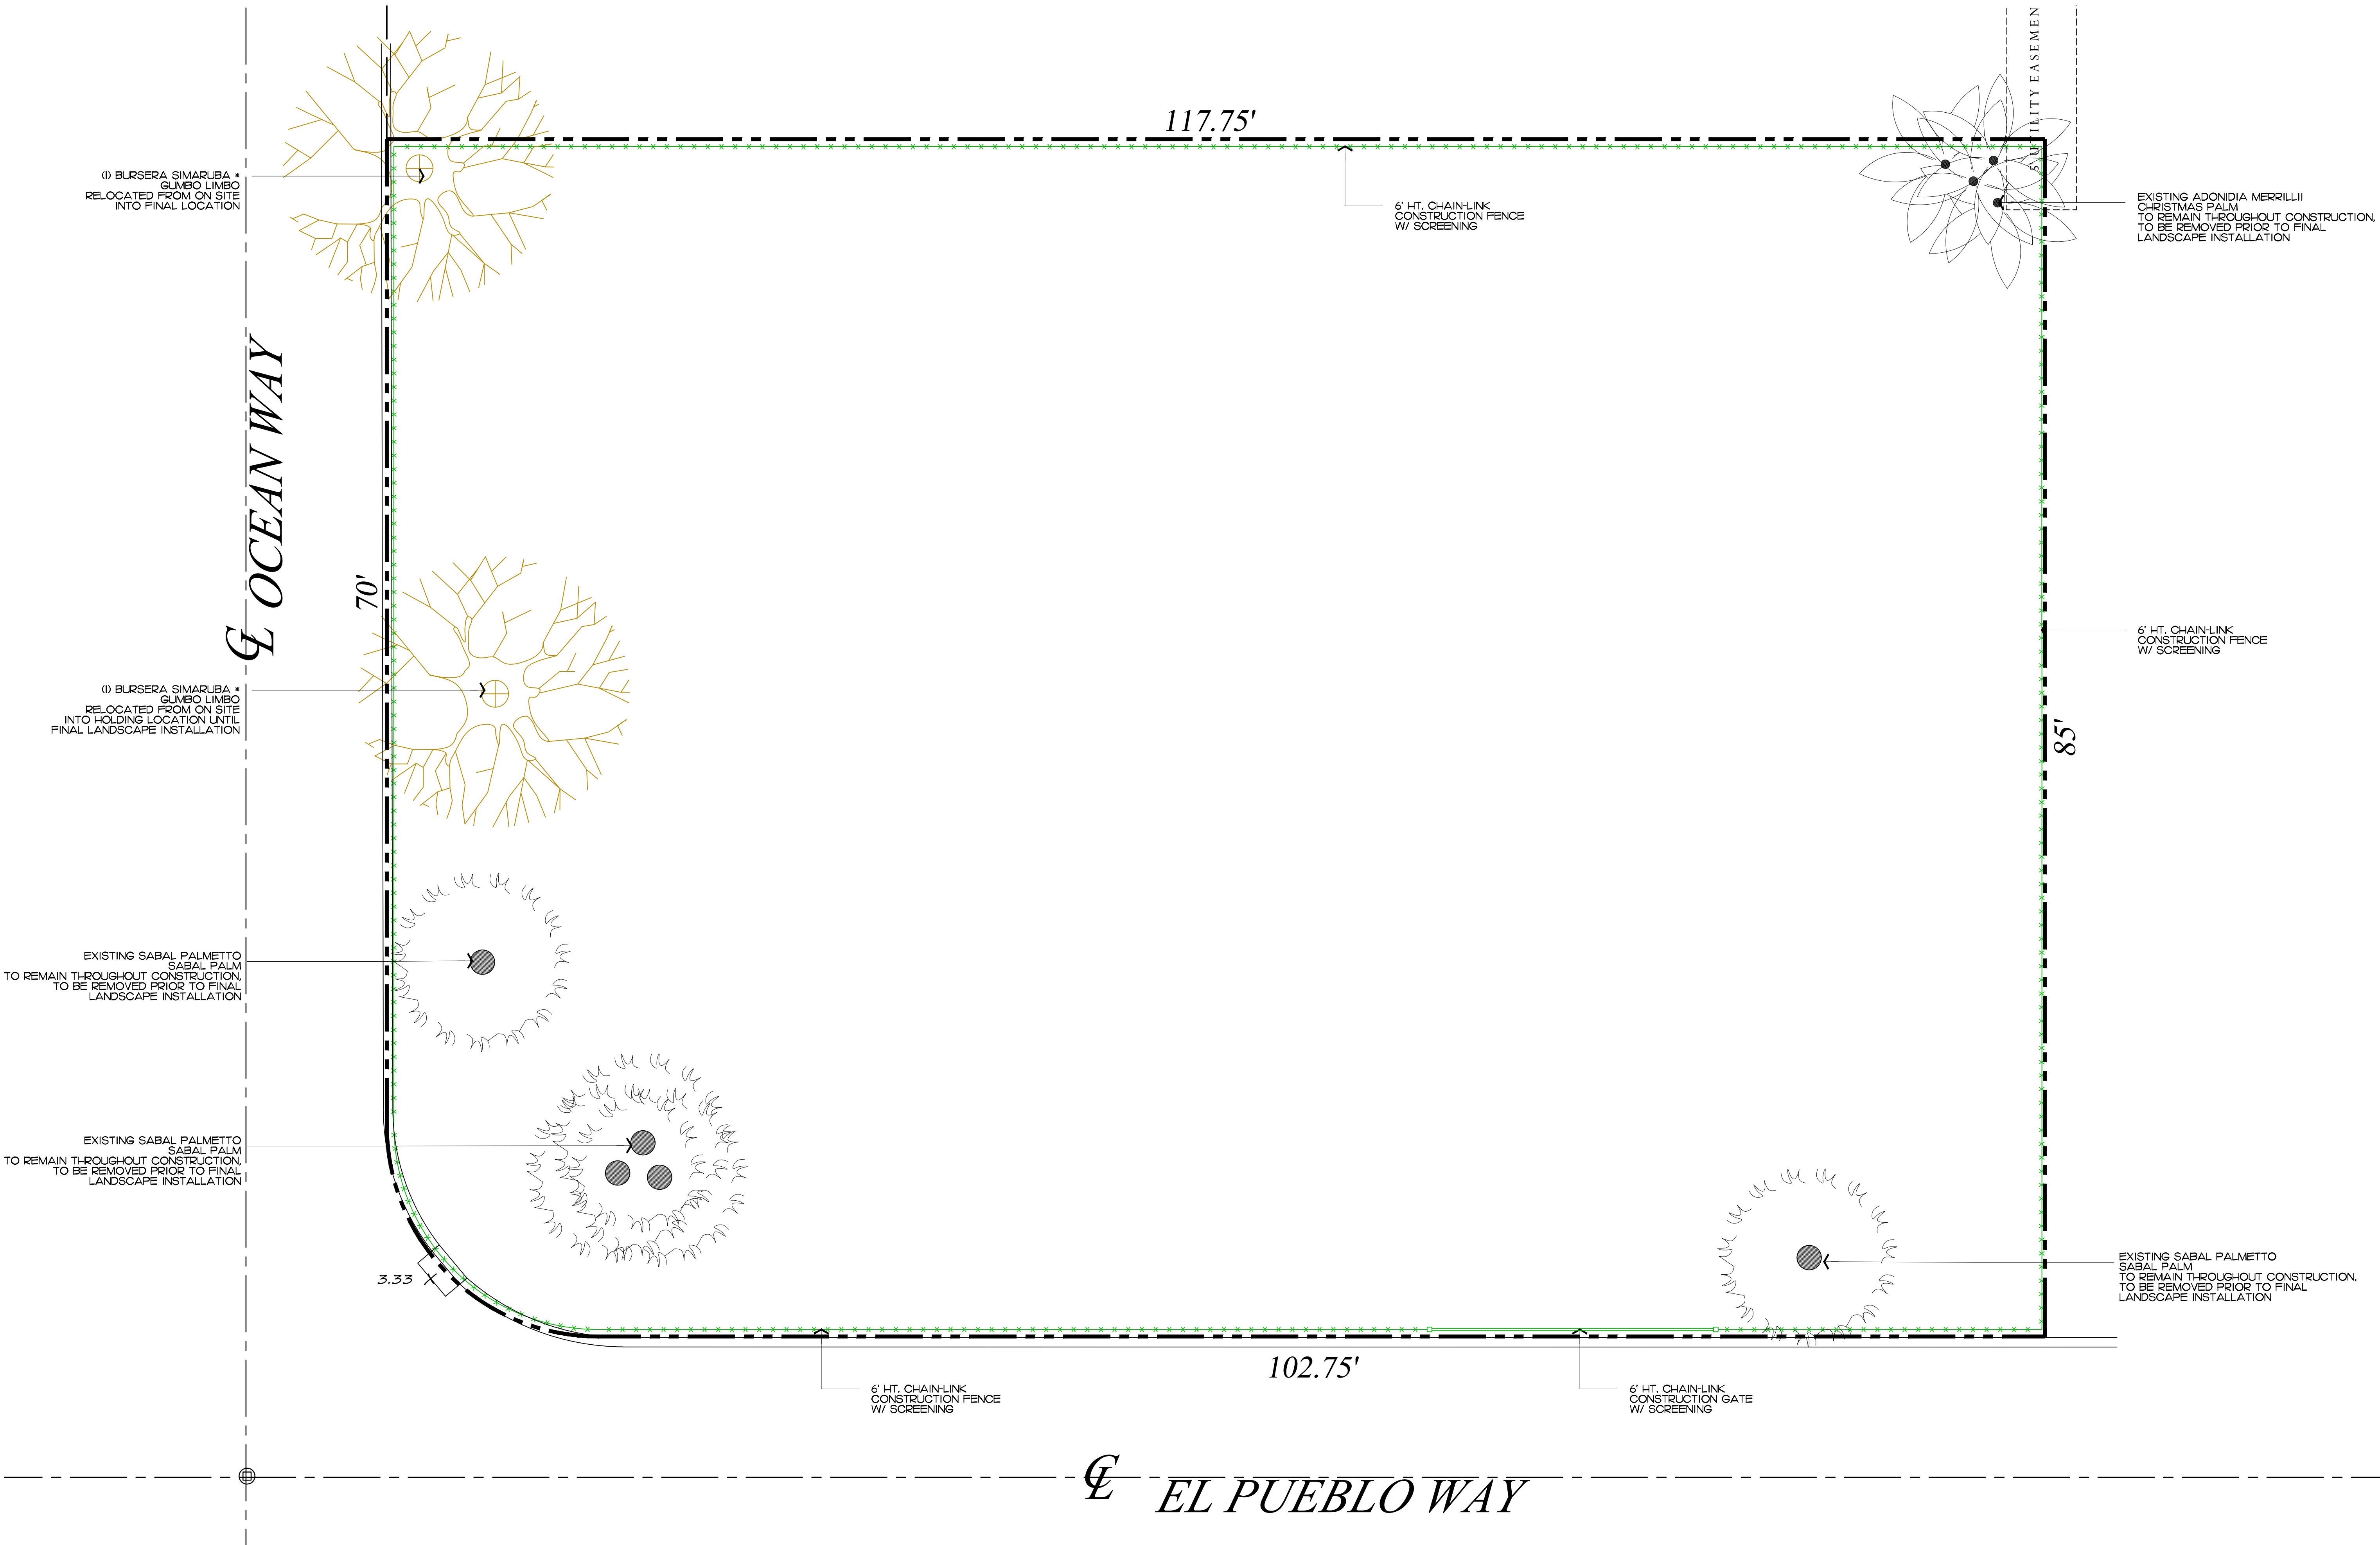 117.75'
5' UTILITY EASEMEN
(1) BURSERA SIMARUBA *
GUMBO LIMBO
RELOCATED FROM ON SITE
INTO FINAL LOCATION
6' HT. CHAIN-LINK
CONSTRUCTION FENCE
W/ SCREENING
EXISTING ADONIDIA MERRILLII
CHRISTMAS PALM
TO REMAIN THROUGHOUT CONSTRUCTION,
TO BE REMOVED PRIOR TO FINAL
LANDSCAPE INSTALLATION
℄ OCEAN WAY
70'
6' HT. CHAIN-LINK
CONSTRUCTION FENCE
W/ SCREENING
85'
(1) BURSERA SIMARUBA *
GUMBO LIMBO
RELOCATED FROM ON SITE
INTO HOLDING LOCATION UNTIL
FINAL LANDSCAPE INSTALLATION
EXISTING SABAL PALMETTO
SABAL PALM
TO REMAIN THROUGHOUT CONSTRUCTION,
TO BE REMOVED PRIOR TO FINAL
LANDSCAPE INSTALLATION
EXISTING SABAL PALMETTO
SABAL PALM
TO REMAIN THROUGHOUT CONSTRUCTION,
TO BE REMOVED PRIOR TO FINAL
LANDSCAPE INSTALLATION
3.33
EXISTING SABAL PALMETTO
SABAL PALM
TO REMAIN THROUGHOUT CONSTRUCTION,
TO BE REMOVED PRIOR TO FINAL
LANDSCAPE INSTALLATION
102.75'
6' HT. CHAIN-LINK
CONSTRUCTION FENCE
W/ SCREENING
6' HT. CHAIN-LINK
CONSTRUCTION GATE
W/ SCREENING
℄ EL PUEBLO WAY